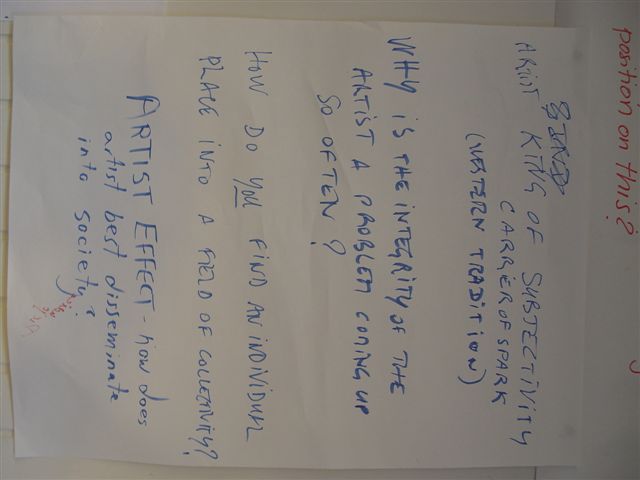 position on this?
ARTIST KING OF SUBJECTIVITY
CARRIER OF SPARK
(WESTERN TRADITION)
WHY IS THE INTEGRITY OF THE
ARTIST A PROBLEM COMING UP
SO OFTEN?
HOW DO YOU FIND AN INDIVIDUAL
PLACE INTO A FIELD OF COLLECTIVITY?
ARTIST EFFECT - how does
artist best disseminate
into society?